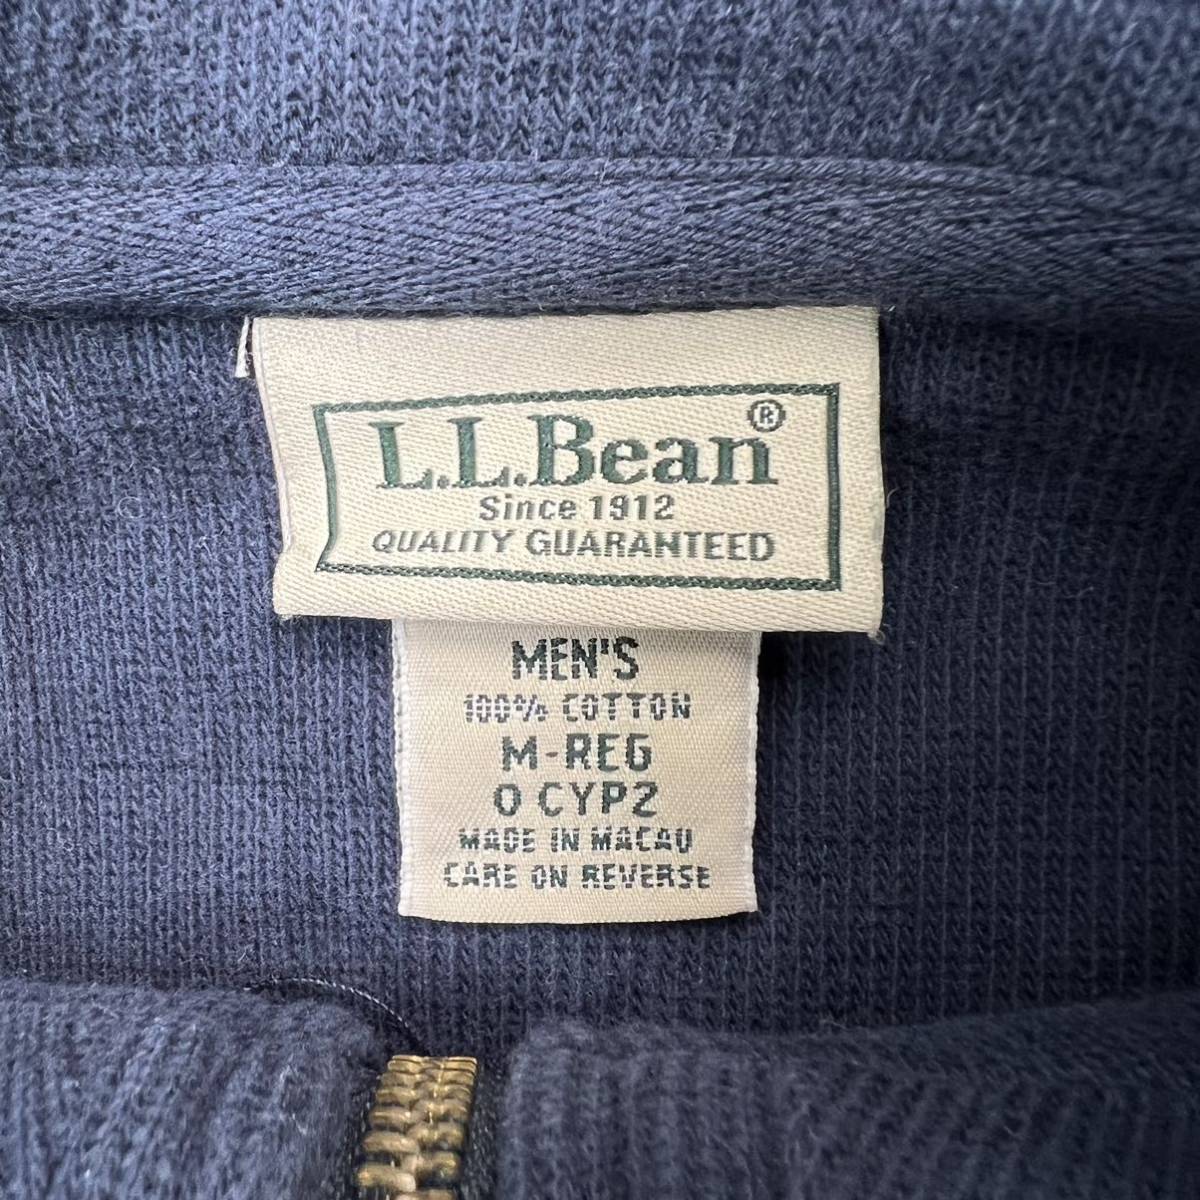 L.L.Bean®
Since 1912
QUALITY GUARANTEED
MEN'S
100% COTTON
M-REG
0 CYP2
MADE IN MACAU
CARE ON REVERSE